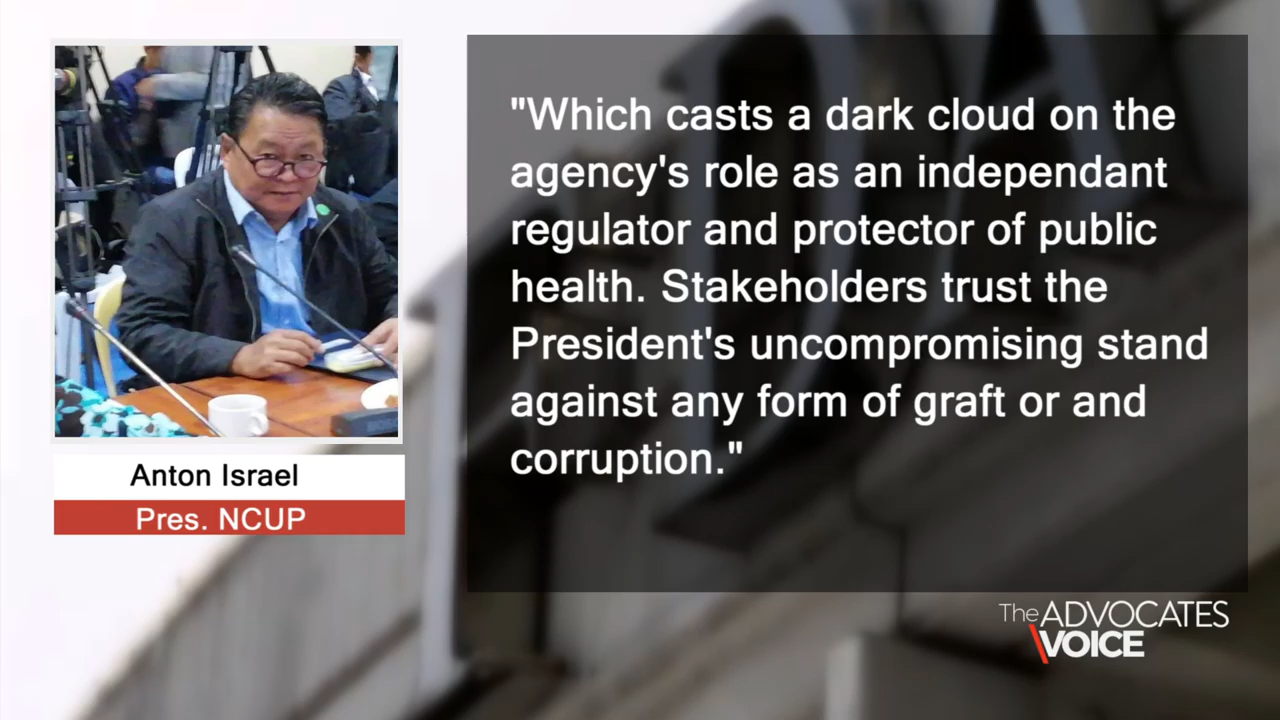 "Which casts a dark cloud on the
agency's role as an independant
regulator and protector of public
health. Stakeholders trust the
President's uncompromising stand
against any form of graft or and
corruption."
Anton Israel
Pres. NCUP
The ADVOCATES
VOICE